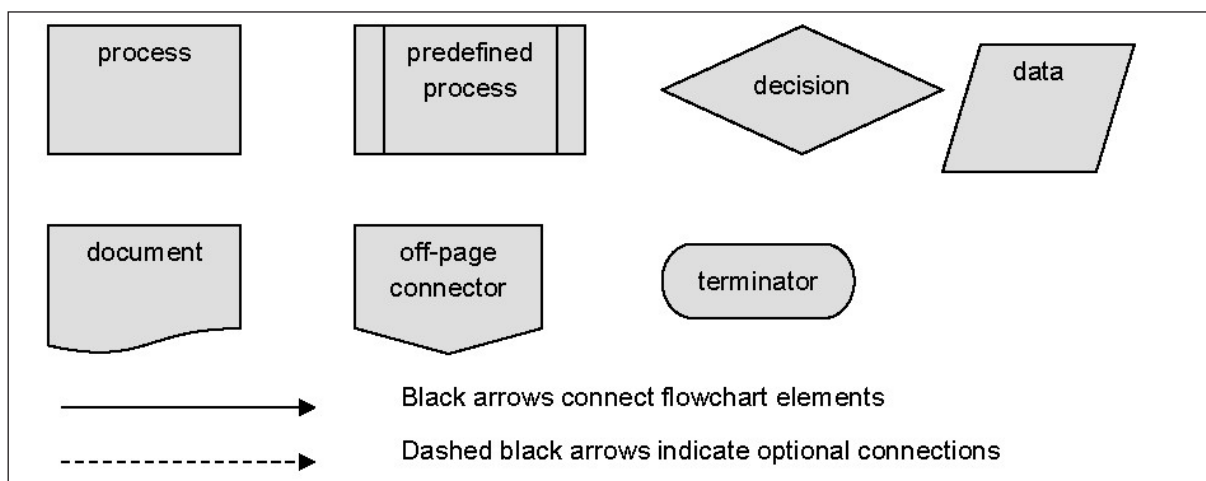 process
predefined
process
decision
data
document
off-page
connector
terminator
Black arrows connect flowchart elements
Dashed black arrows indicate optional connections